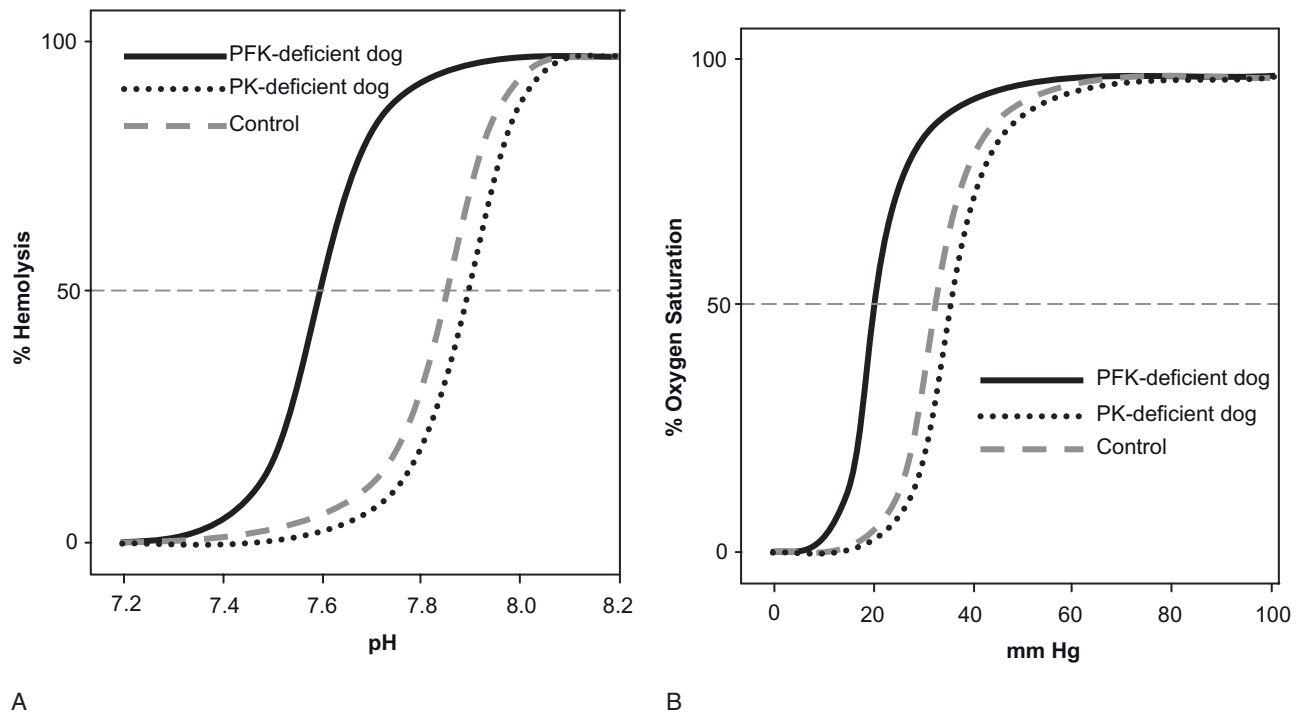 100
PFK-deficient dog
PK-deficient dog
Control
50
0
% Hemolysis
7.2 7.4 7.6 7.8 8.0 8.2
pH
A
100
50
0
% Oxygen Saturation
PFK-deficient dog
PK-deficient dog
Control
0 20 40 60 80 100
mm Hg
B